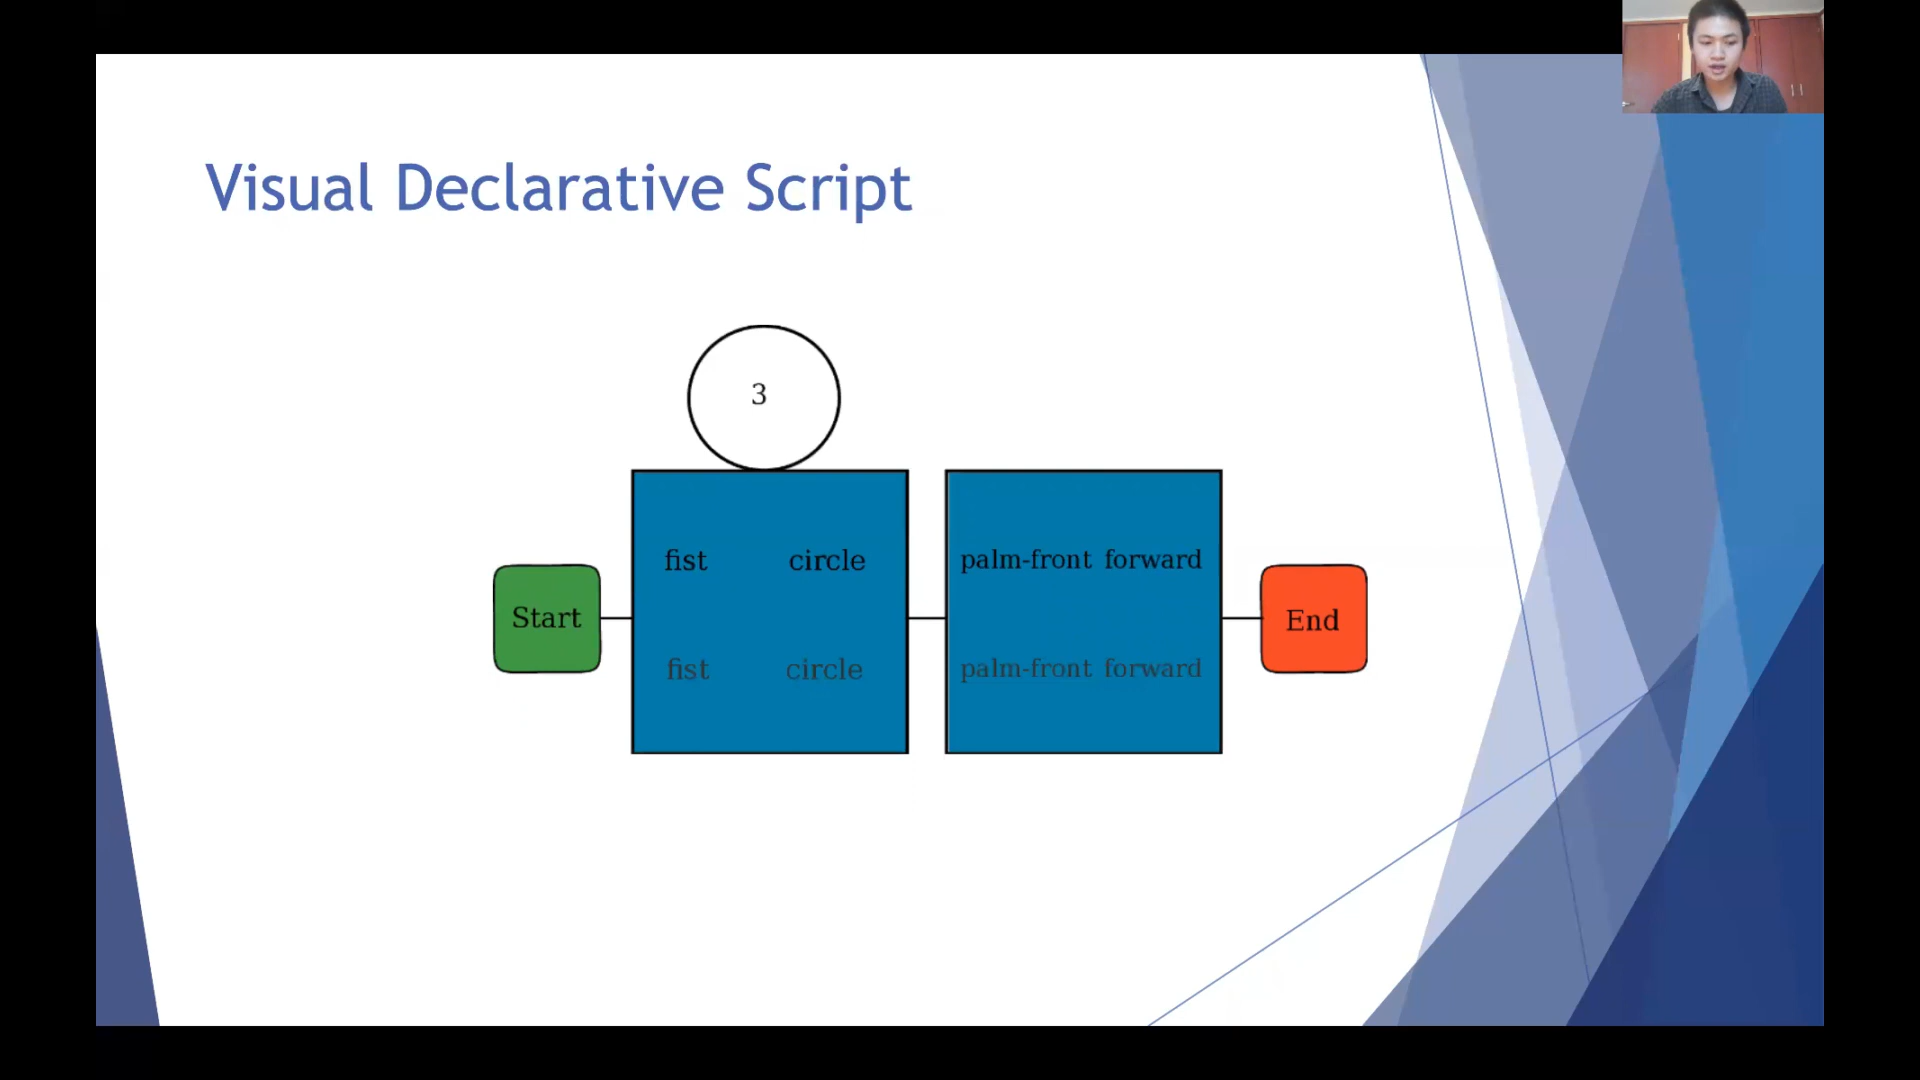 Visual Declarative Script
3
fist circle
palm-front forward
Start
End
fist circle
palm-front forward